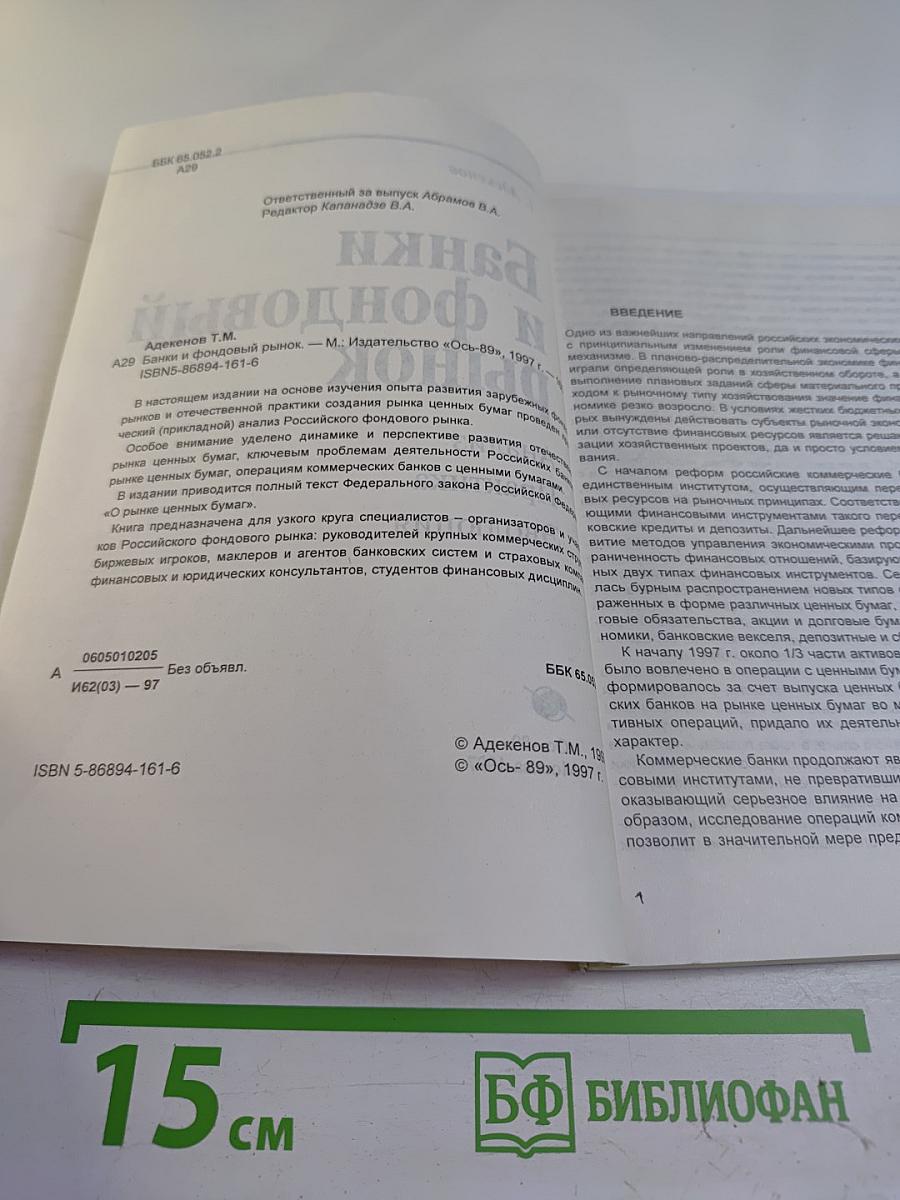 ББК 65.052.2
А29
Ответственный за выпуск Абрамов В.А.
Редактор Капанадзе В.А.
Банки
и фондовый
рынок
Адекенов Т.М.
А29 Банки и фондовый рынок. — М.: Издательство «Ось-89», 1997 г. —
ISBN5-86894-161-6
В настоящем издании на основе изучения опыта развития зарубежных
рынков и отечественной практики создания рынка ценных бумаг проведен
ческий (прикладной) анализ Российского фондового рынка.
Особое внимание уделено динамике и перспективе развития
рынка ценных бумаг, ключевым проблемам деятельности Российских
рынке ценных бумаг, операциям коммерческих банков с ценными бумагами.
В издании приводится полный текст Федерального закона Российской
«О рынке ценных бумаг».
Книга предназначена для узкого круга специалистов – организаторов и
ков Российского фондового рынка: руководителей крупных коммерческих
биржевых игроков, маклеров и агентов банковских систем и страховых
финансовых и юридических консультантов, студентов финансовых дисциплин
А 0605010205 Без объявл.
И62(03) — 97
ББК 65.05
ISBN 5-86894-161-6
© Адекенов Т.М., 199
© «Ось- 89», 1997 г.
ВВЕДЕНИЕ
Одно из важнейших направлений российских экономических
с принципиальным изменением роли финансовой сферы
механизме. В планово-распределительной экономике
играли определяющей роли в хозяйственном обороте, а
выполнение плановых заданий сферы материального
ходом к рыночному типу хозяйствования значение
номике резко возросло. В условиях жестких бюджетных
рых вынуждены действовать субъекты рыночной
или отсутствие финансовых ресурсов является
зации хозяйственных проектов, да и просто условием
вания.
С началом реформ российские коммерческие
единственным институтом, осуществляющим
вых ресурсов на рыночных принципах.
ющими финансовыми инструментами такого
ковские кредиты и депозиты. Дальнейшее
витие методов управления экономическими
раниченность финансовых отношений,
ных двух типах финансовых инструментов.
лась бурным распространением новых типов
раженных в форме различных ценных бумаг,
говые обязательства, акции и долговые
номики, банковские векселя, депозитные и
К началу 1997 г. около 1/3 части активов
было вовлечено в операции с ценными
формировалось за счет выпуска ценных
ских банков на рынке ценных бумаг во
тивных операций, придало их
характер.
Коммерческие банки продолжают
совыми институтами, не
оказывающий серьезное влияние на
образом, исследование операций
позволит в значительной мере
1
15 см
БФ БИБЛИОФАН